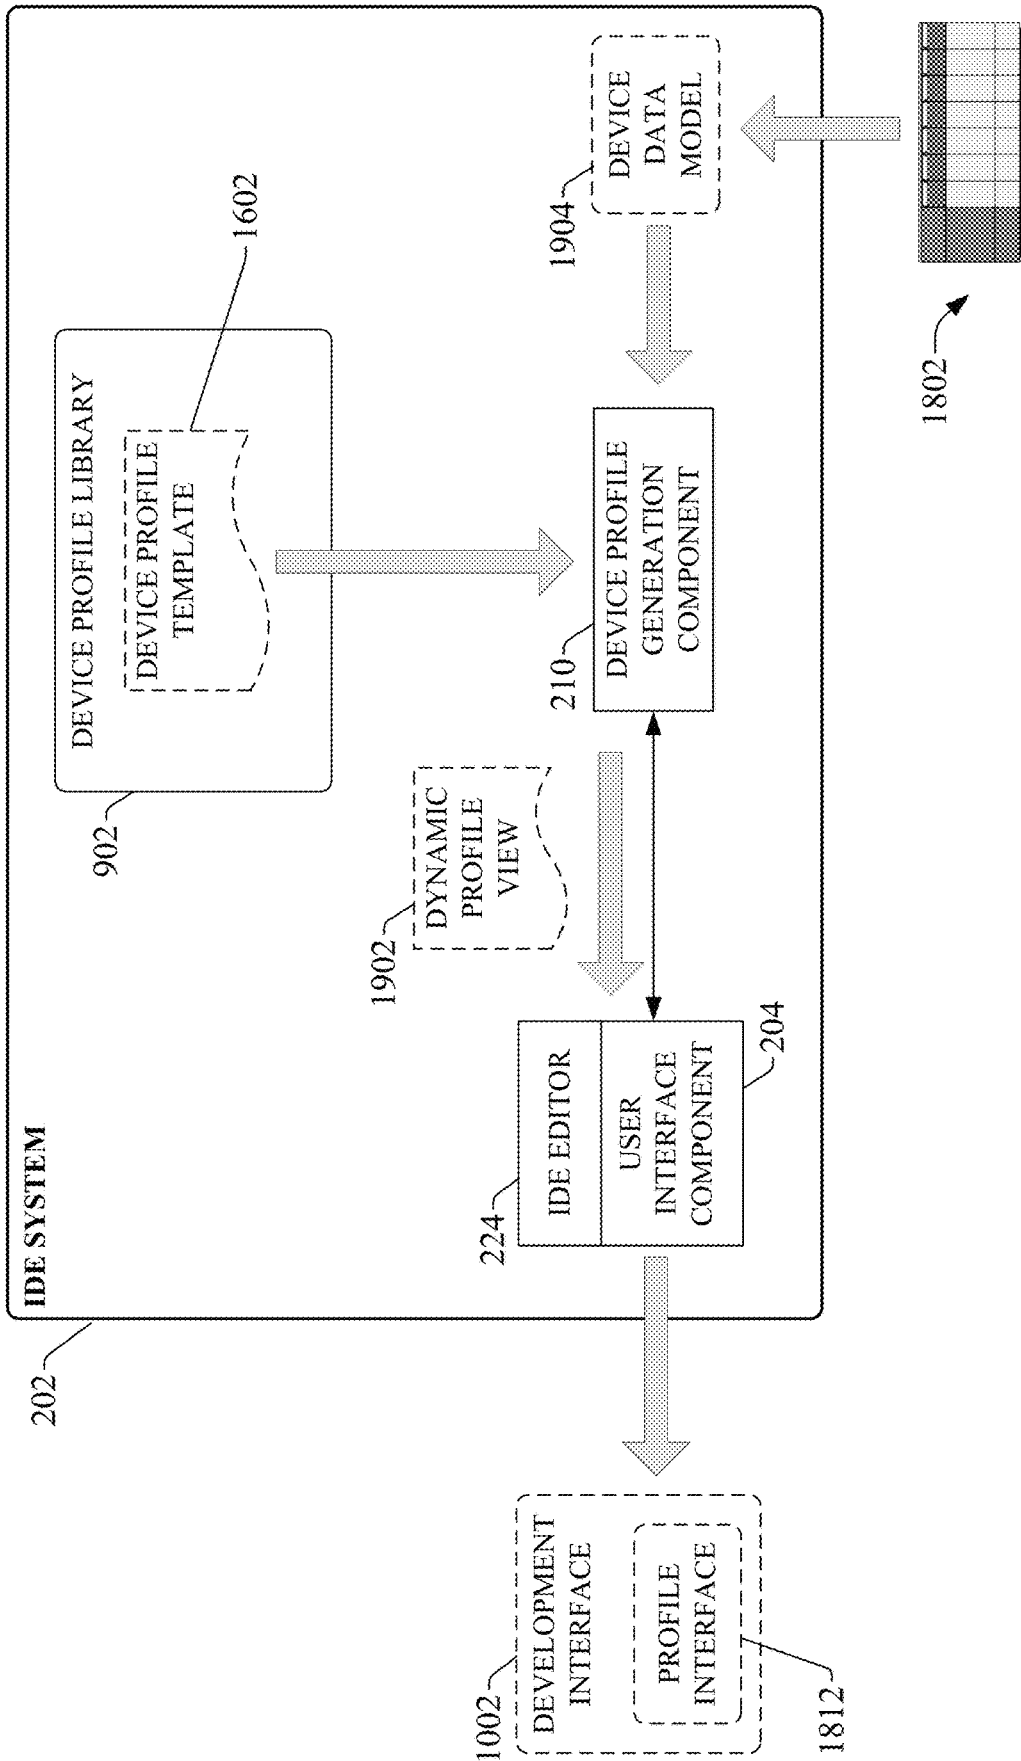 IDE SYSTEM
202
DEVICE PROFILE LIBRARY
902
DEVICE PROFILE
TEMPLATE
1602
DYNAMIC
PROFILE
VIEW
1902
1002
DEVELOPMENT
INTERFACE
PROFILE
INTERFACE
1812
224
IDE EDITOR
USER
INTERFACE
COMPONENT
204
210
DEVICE PROFILE
GENERATION
COMPONENT
1904
DEVICE
DATA
MODEL
1802